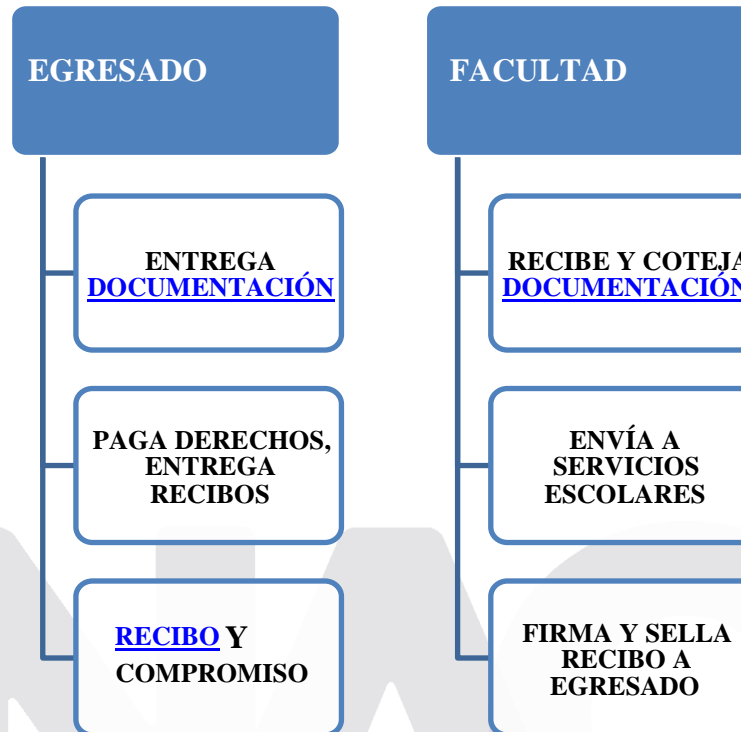 EGRESADO
ENTREGA
DOCUMENTACIÓN
PAGA DERECHOS,
ENTREGA
RECIBOS
RECIBO Y
COMPROMISO
FACULTAD
RECIBE Y COTEJA
DOCUMENTACIÓN
ENVÍA A
SERVICIOS
ESCOLARES
FIRMA Y SELLA
RECIBO A
EGRESADO